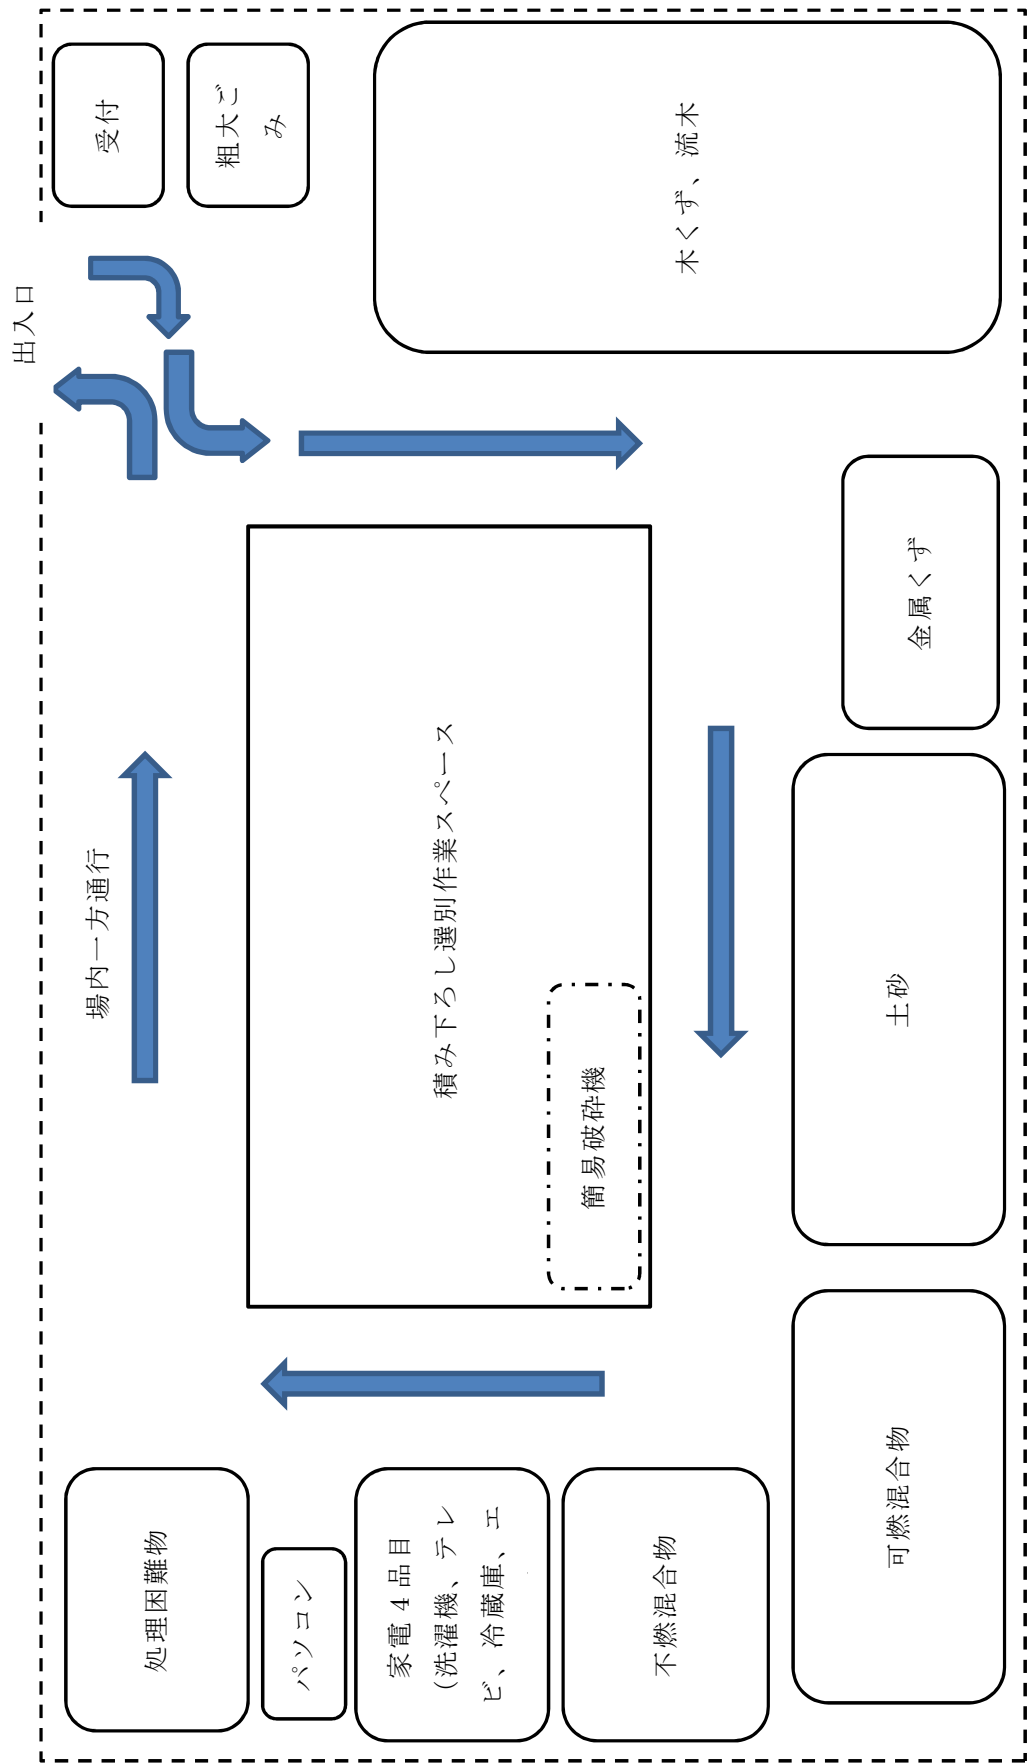 出入口
受付
粗大ご
み
木くず、流木
場内一方通行
積み下ろし選別作業スペース
簡易破砕機
金属くず
土砂
可燃混合物
不燃混合物
家電４品目
(洗濯機、テレ
ビ、冷蔵庫、エ
パソコン
処理困難物